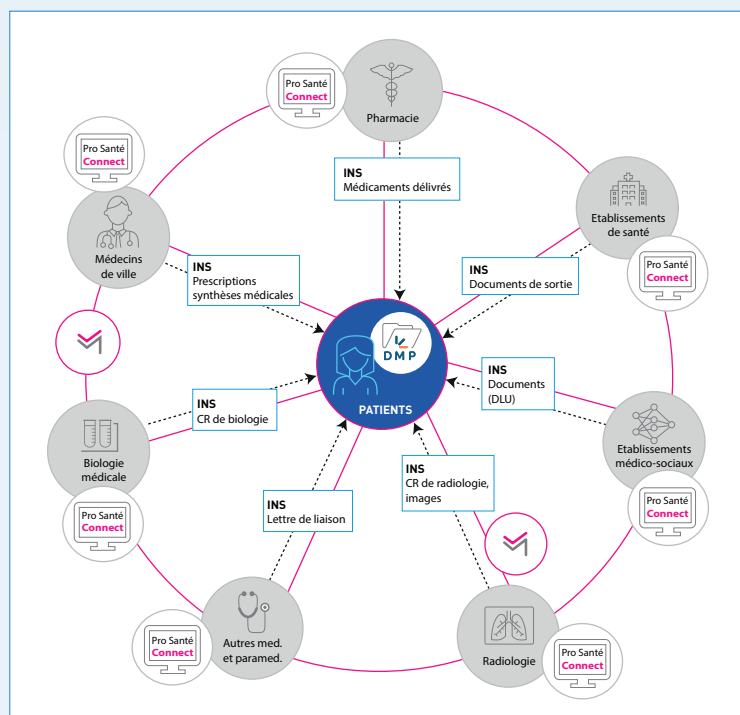 Pro Santé
Connect
Pharmacie
Pro Santé
Connect
Médecins
de ville
INS
Médicaments délivrés
Etablissements
de santé
Pro Santé
Connect
INS
Prescriptions
synthèses médicales
INS
Documents de sortie
DMP
PATIENTS
INS
CR de biologie
INS
Documents
(DLU)
Biologie
médicale
Pro Santé
Connect
Etablissements
médico-sociaux
Pro Santé
Connect
INS
Lettre de liaison
INS
CR de radiologie,
images
Pro Santé
Connect
Autres med.
et paramed.
Radiologie
Pro Santé
Connect